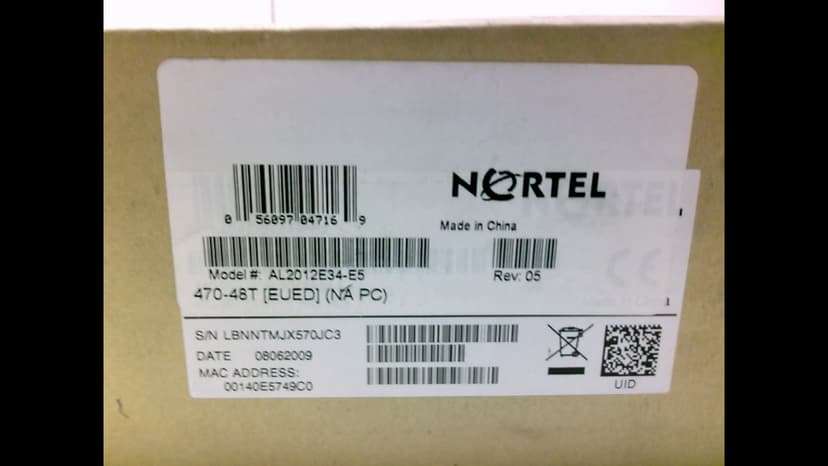 NORTEL
0 56097 04716 9
Made in China
Model #: AL2012E34-E5
Rev: 05
470-48T [EUED] (NA PC)
S/N LBNNTMJX570JC3
DATE 08062009
MAC ADDRESS:
00140E5749C0
UID